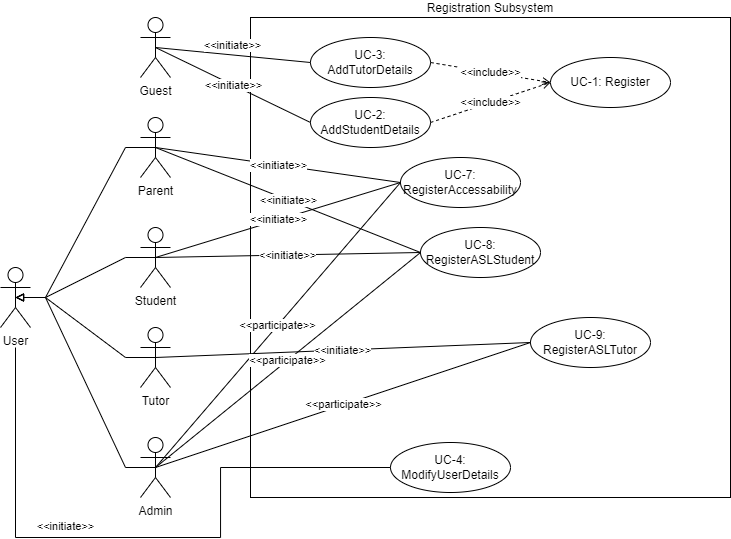 Registration Subsystem
<<initiate>>
UC-3:
AddTutorDetails
<<include>>
UC-1: Register
Guest
<<initiate>>
UC-2:
AddStudentDetails
<<include>>
Parent
<<initiate>>
UC-7:
RegisterAccessability
<<initiate>>
<<initiate>>
Student
<<initiate>>
UC-8:
RegisterASLStudent
User
<<participate>>
Tutor
<<initiate>>
<<participate>>
UC-9:
RegisterASLTutor
<<participate>>
Admin
UC-4:
ModifyUserDetails
<<initiate>>